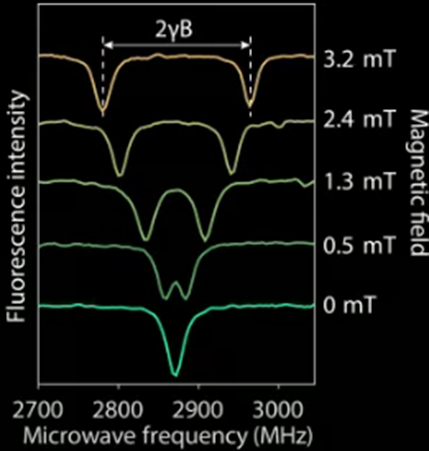 2γB
3.2 mT
2.4 mT
1.3 mT
0.5 mT
0 mT
Fluorescence intensity
Magnetic field
2700 2800 2900 3000
Microwave frequency (MHz)